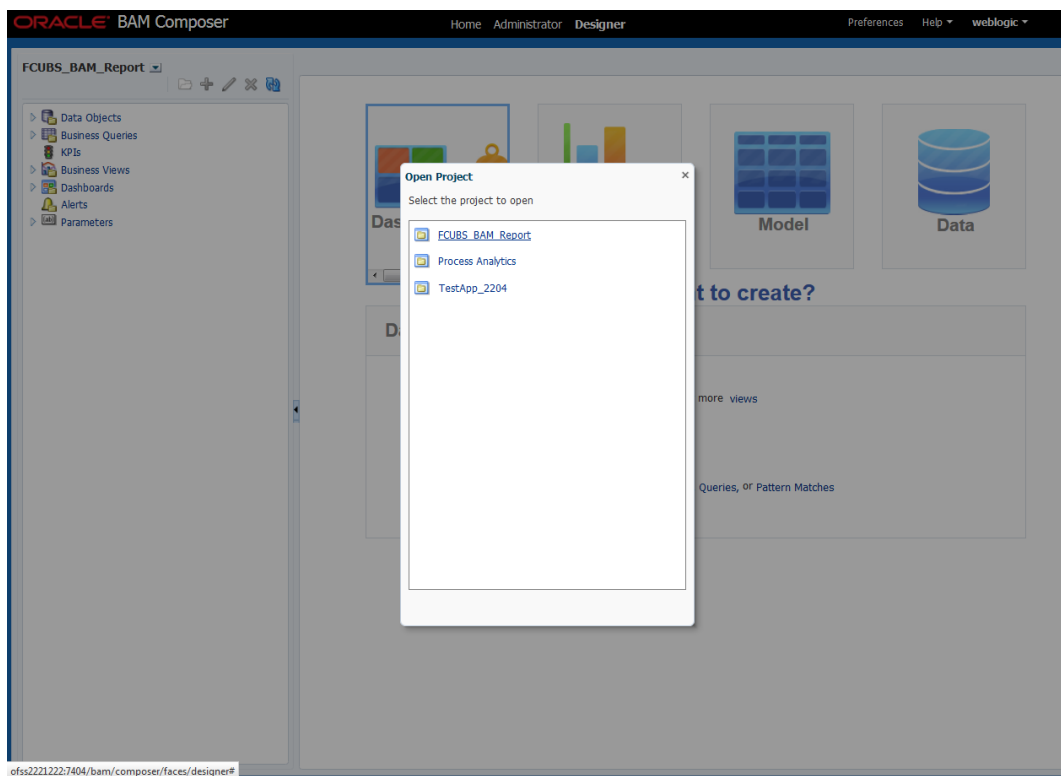 ORACLE BAM Composer
Home Administrator Designer
Preferences Help weblogic
FCUBS_BAM_Report
Data Objects
Business Queries
KPIs
Business Views
Dashboards
Alerts
Parameters
Open Project
Select the project to open
FCUBS_BAM_Report
Process Analytics
TestApp_2204
Das
Model
Data
t to create?
D
more views
Queries, or Pattern Matches
ofss2221222:7404/bam/composer/faces/designer#